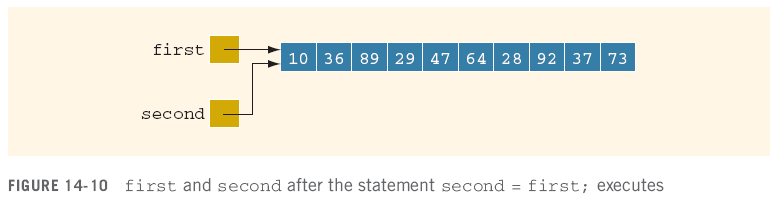 first
10 36 89 29 47 64 28 92 37 73
second
FIGURE 14-10 first and second after the statement second = first; executes